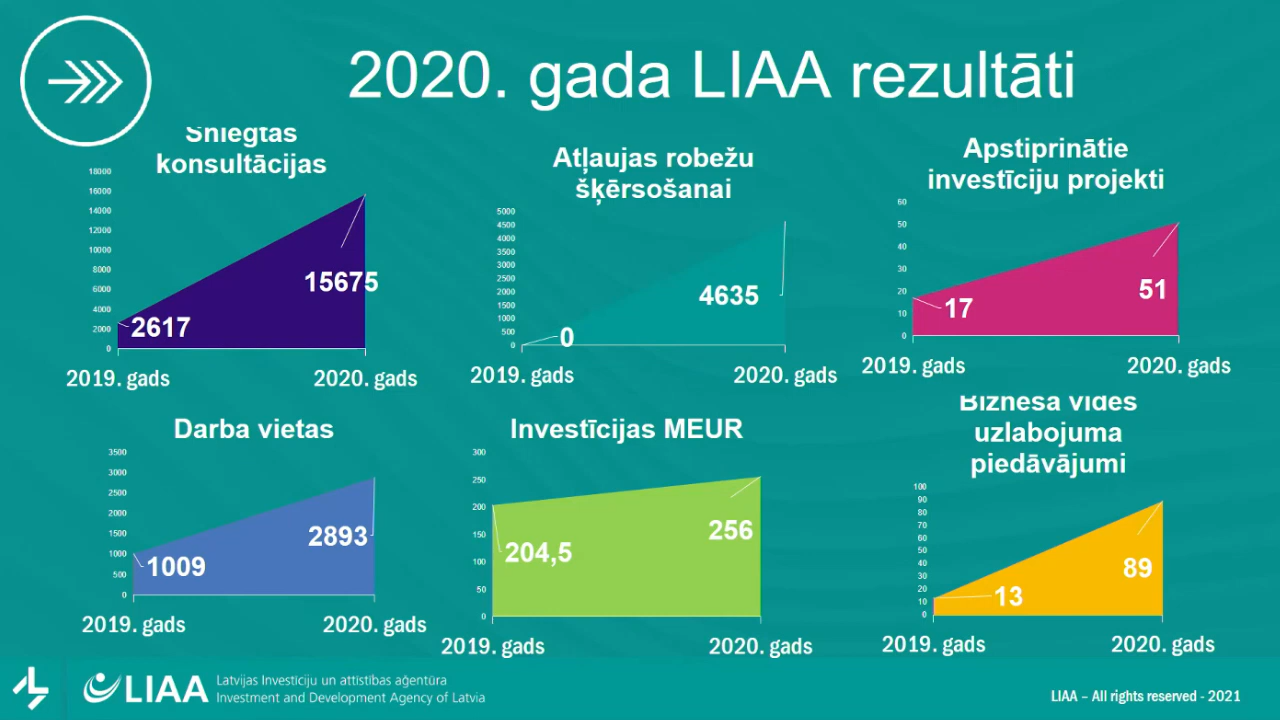 2020. gada LIAA rezultāti
Sniegtās
konsultācijas
18000
16000
14000
12000
10000
8000
6000
4000
2000
0
15675
2617
2019. gads
2020. gads
Atļaujas robežu
šķērsošanai
5000
4500
4000
3500
3000
2500
2000
1500
1000
500
0
4635
0
2019. gads
2020. gads
Apstiprinātie
investīciju projekti
60
50
40
30
20
10
0
51
17
2019. gads
2020. gads
Darba vietas
3500
3000
2500
2000
1500
1000
500
0
2893
1009
2019. gads
2020. gads
Investīcijas MEUR
300
250
200
150
100
50
0
256
204,5
2019. gads
2020. gads
Biznesa vides
uzlabojuma
piedāvājumi
100
90
80
70
60
50
40
30
20
10
0
89
13
2019. gads
2020. gads
LIAA
Latvijas Investīciju un attīstības aģentūra
Investment and Development Agency of Latvia
LIAA – All rights reserved - 2021